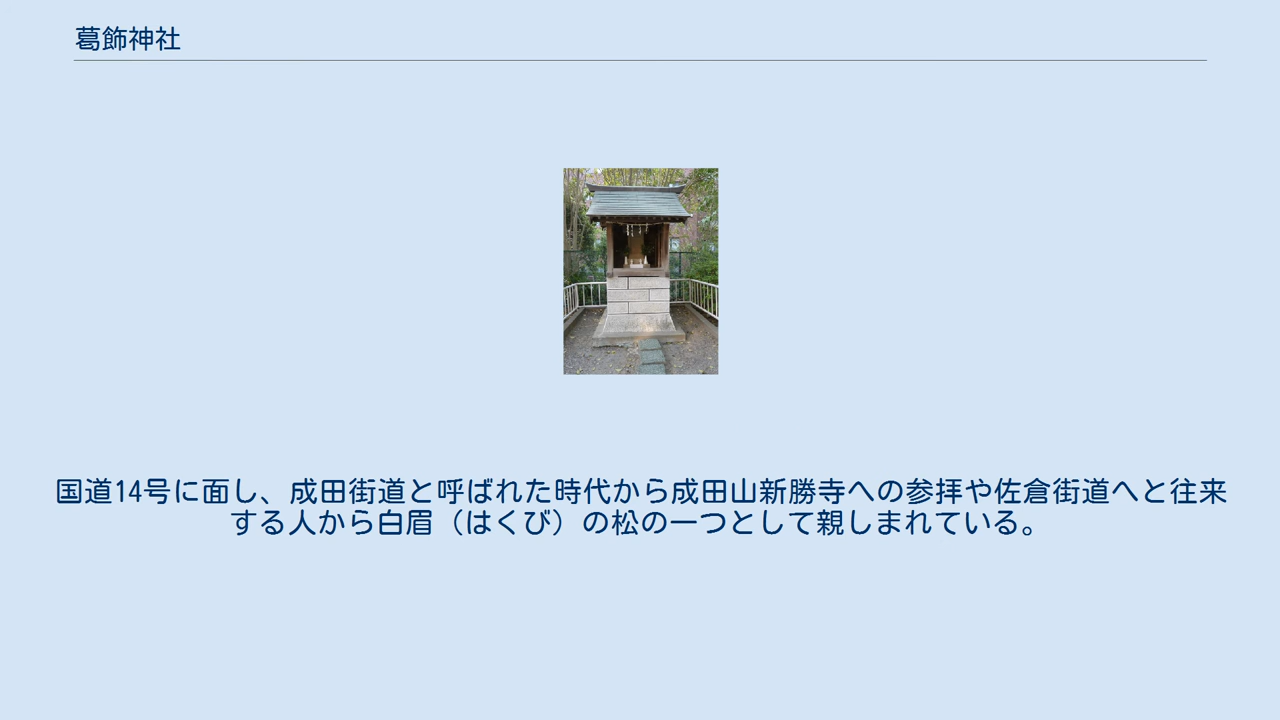 葛飾神社
国道14号に面し、成田街道と呼ばれた時代から成田山新勝寺への参拝や佐倉街道へと往来
する人から白眉（はくび）の松の一つとして親しまれている。